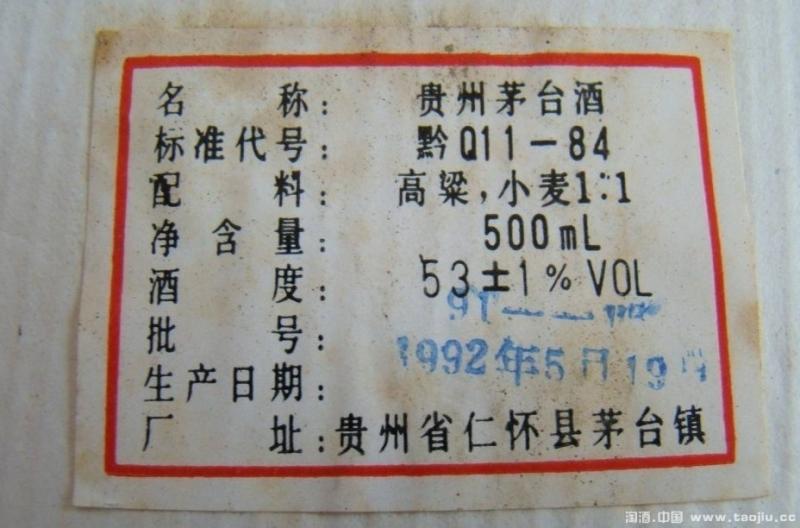 名称：贵州茅台酒
标准代号：黔Q11－84
配料：高粱，小麦1∶1
净含量：500mL
酒度：53±1％VOL
批号：
生产日期：1992年5月19日
厂址：贵州省仁怀县茅台镇
淘酒.中国 www.taojiu.cc